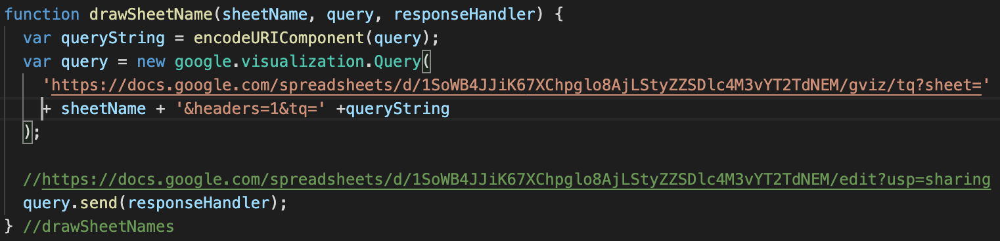 function drawSheetName(sheetName, query, responseHandler) {
var queryString = encodeURIComponent(query);
var query = new google.visualization.Query(
'https://docs.google.com/spreadsheets/d/1SoWB4JJiK67XChpglo8AjLStyZZSDlc4M3vYT2TdNEM/gviz/tq?sheet='
+ sheetName + '&headers=1&tq=' +queryString
);
//https://docs.google.com/spreadsheets/d/1SoWB4JJiK67XChpglo8AjLStyZZSDlc4M3vYT2TdNEM/edit?usp=sharing
query.send(responseHandler);
} //drawSheetNames